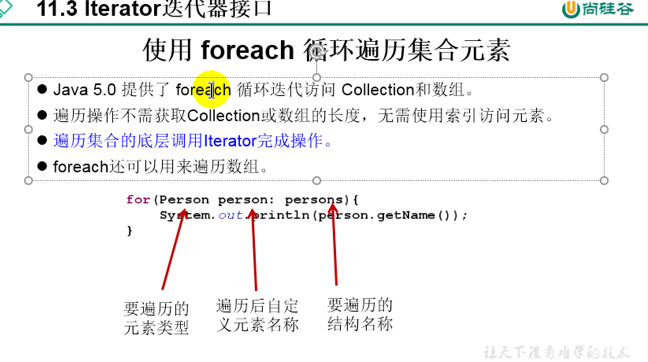 11.3 Iterator迭代器接口
尚硅谷
使用 foreach 循环遍历集合元素
● Java 5.0 提供了 foreach 循环迭代访问 Collection和数组。
● 遍历操作不需获取Collection或数组的长度，无需使用索引访问元素。
● 遍历集合的底层调用Iterator完成操作。
● foreach还可以用来遍历数组。
for(Person person: persons){
System.out.println(person.getName());
}
要遍历的
元素类型
遍历后自定
义元素名称
要遍历的
结构名称
让天下没有难学的技术